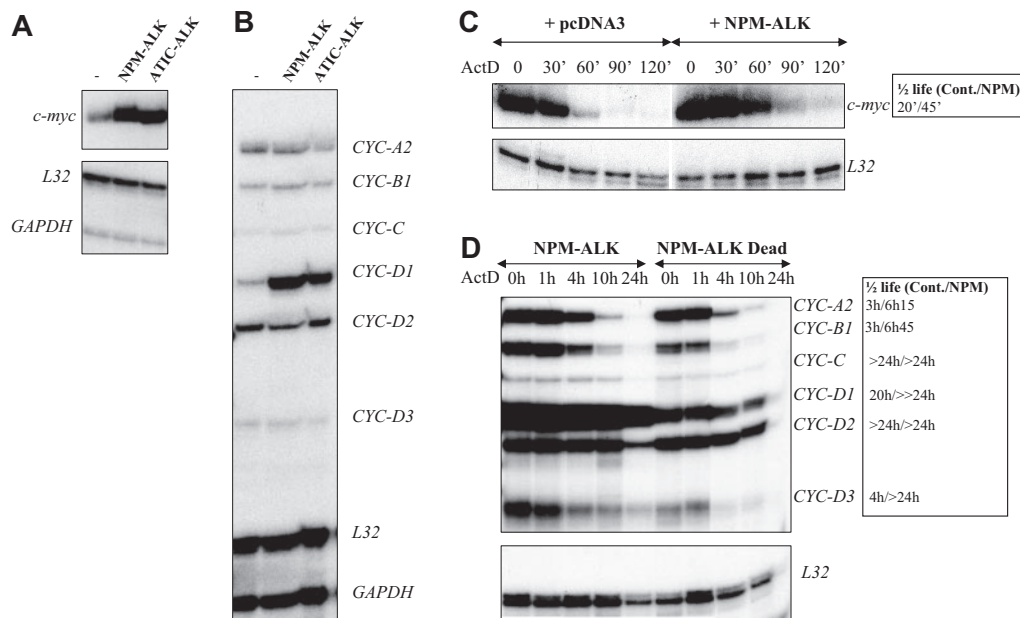 A
- NPM-ALK ATIC-ALK
c-myc
L32
GAPDH
B
- NPM-ALK ATIC-ALK
CYC-A2
CYC-B1
CYC-C
CYC-D1
CYC-D2
CYC-D3
L32
GAPDH
C
+ pcDNA3 + NPM-ALK
ActD 0 30’ 60’ 90’ 120’ 0 30’ 60’ 90’ 120’
c-myc
½ life (Cont./NPM)
20’/45’
L32
D
NPM-ALK NPM-ALK Dead
ActD 0h 1h 4h 10h 24h 0h 1h 4h 10h 24h
½ life (Cont./NPM)
CYC-A2 3h/6h15
CYC-B1 3h/6h45
CYC-C >24h/>24h
CYC-D1 20h/>>24h
CYC-D2 >24h/>24h
CYC-D3 4h/>24h
L32